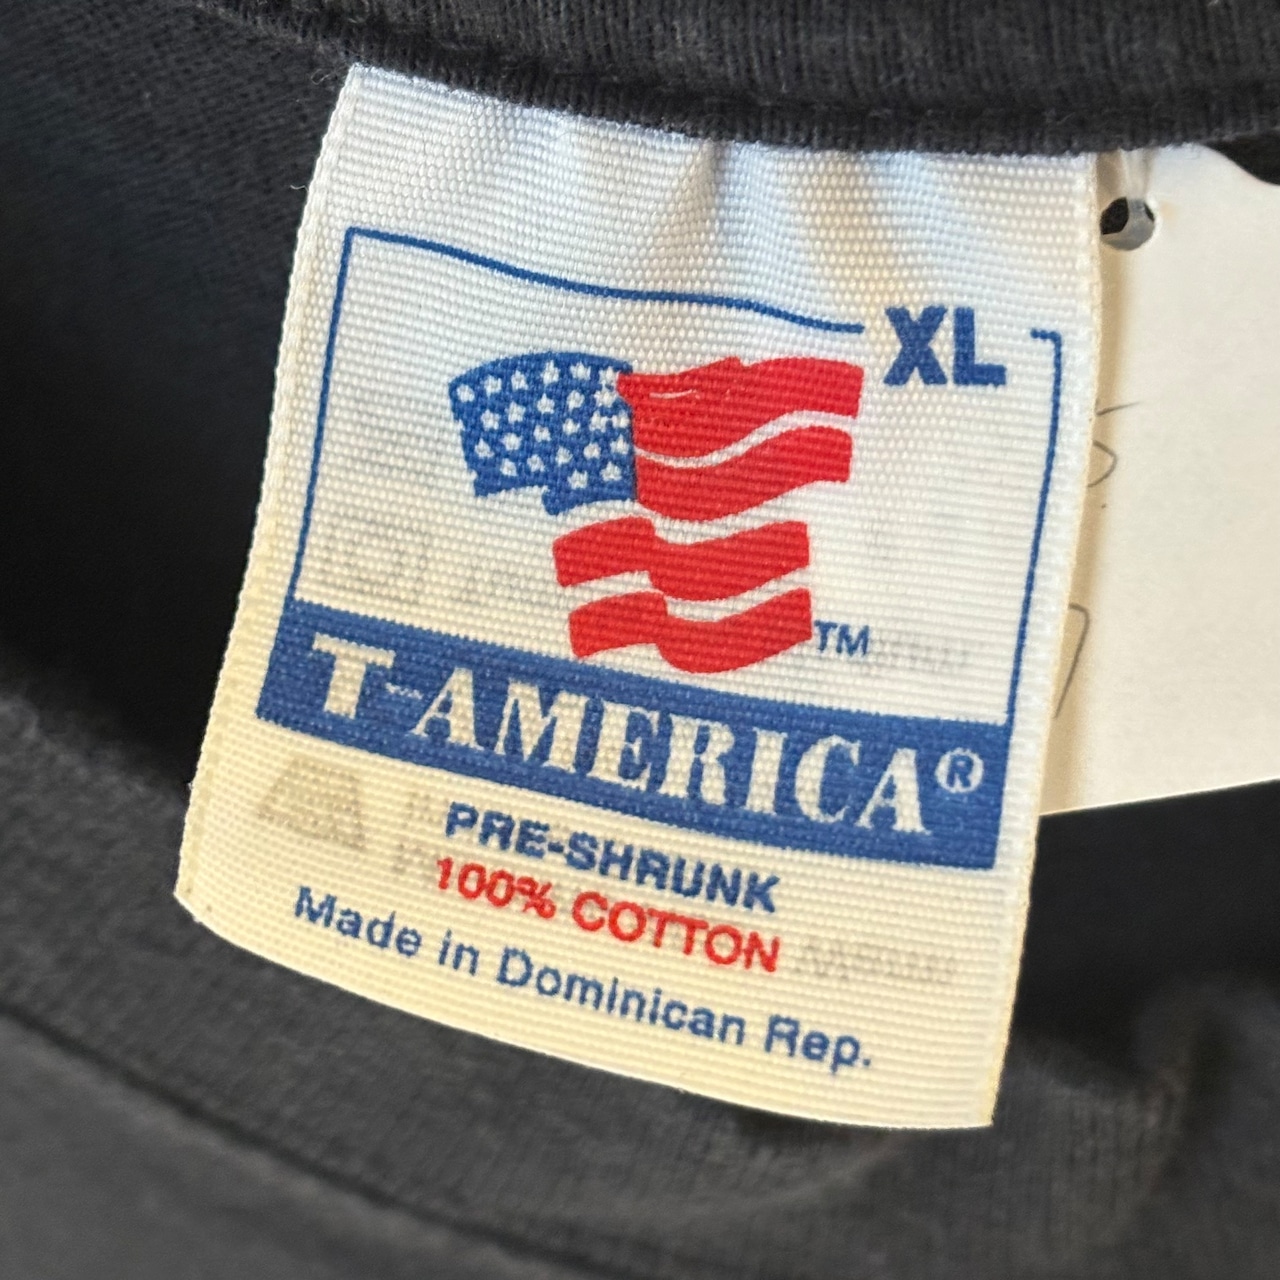 XL
TM
T-AMERICA®
PRE-SHRUNK
100% COTTON
Made in Dominican Rep.